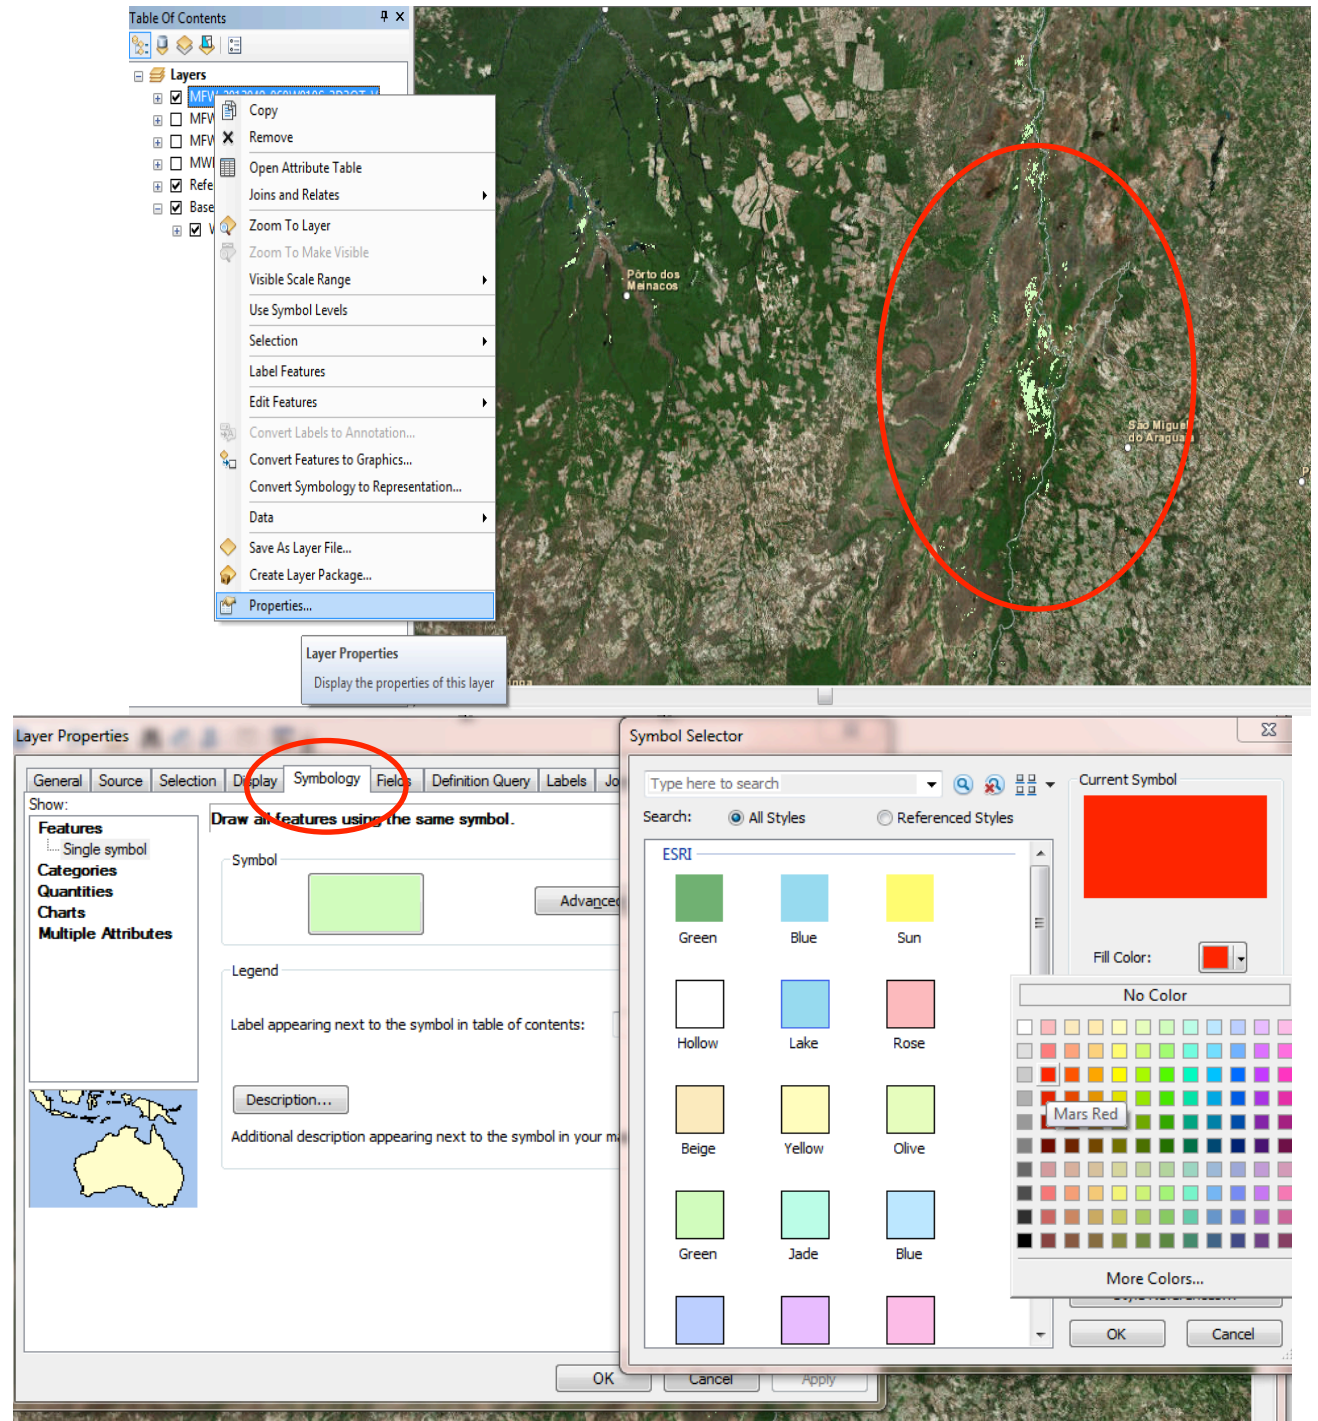 Table Of Contents
Layers
MFW
MFW
Copy
Remove
Open Attribute Table
Joins and Relates
Zoom To Layer
Zoom To Make Visible
Visible Scale Range
Use Symbol Levels
Selection
Label Features
Edit Features
Convert Labels to Annotation...
Convert Features to Graphics...
Convert Symbology to Representation...
Data
Save As Layer File...
Create Layer Package...
Properties...
Layer Properties
Display the properties of this layer
Pôrto dos
Meinacos
São Miguel
do Araguaia
Layer Properties
General Source Selection Display Symbology Fields Definition Query Labels Jo
Show:
Features
Single symbol
Categories
Quantities
Charts
Multiple Attributes
Draw all features using the same symbol.
Symbol
Advanced
Legend
Label appearing next to the symbol in table of contents:
Description...
Additional description appearing next to the symbol in your ma
OK Cancel Apply
Symbol Selector
Type here to search
Search: All Styles Referenced Styles
ESRI
Green Blue Sun
Hollow Lake Rose
Beige Yellow Olive
Green Jade Blue
Current Symbol
Fill Color:
No Color
Mars Red
More Colors...
OK Cancel